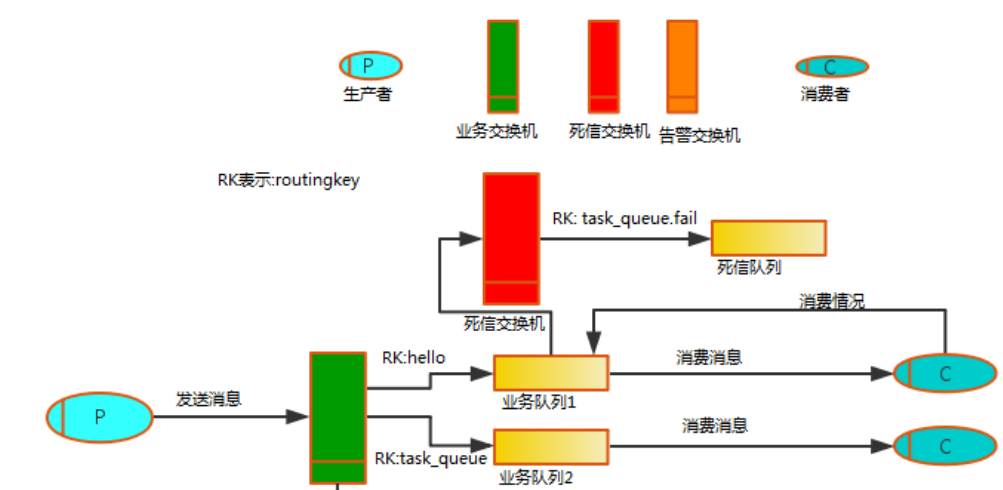 P
C
生产者
消费者
业务交换机
死信交换机
告警交换机
RK表示:routingkey
RK: task_queue.fail
死信队列
消费情况
死信交换机
RK:hello
消费消息
C
业务队列1
发送消息
P
消费消息
C
RK:task_queue
业务队列2